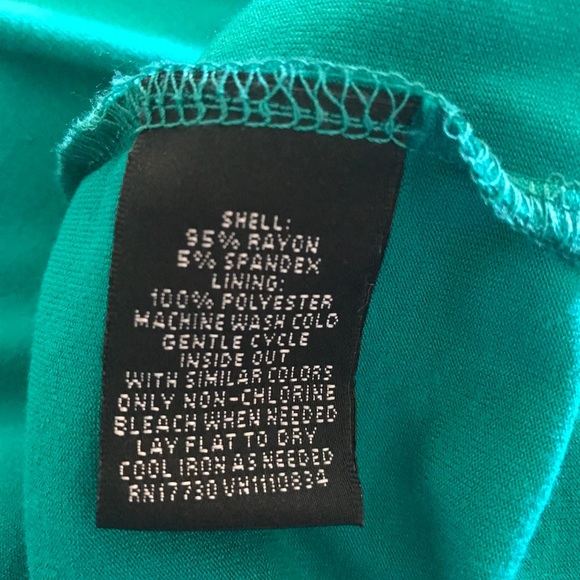 SHELL:
95% RAYON
5% SPANDEX
LINING:
100% POLYESTER
MACHINE WASH COLD
GENTLE CYCLE
INSIDE OUT
WITH SIMILAR COLORS
ONLY NON-CHLORINE
BLEACH WHEN NEEDED
LAY FLAT TO DRY
COOL IRON AS NEEDED
RN17730 VH1110834